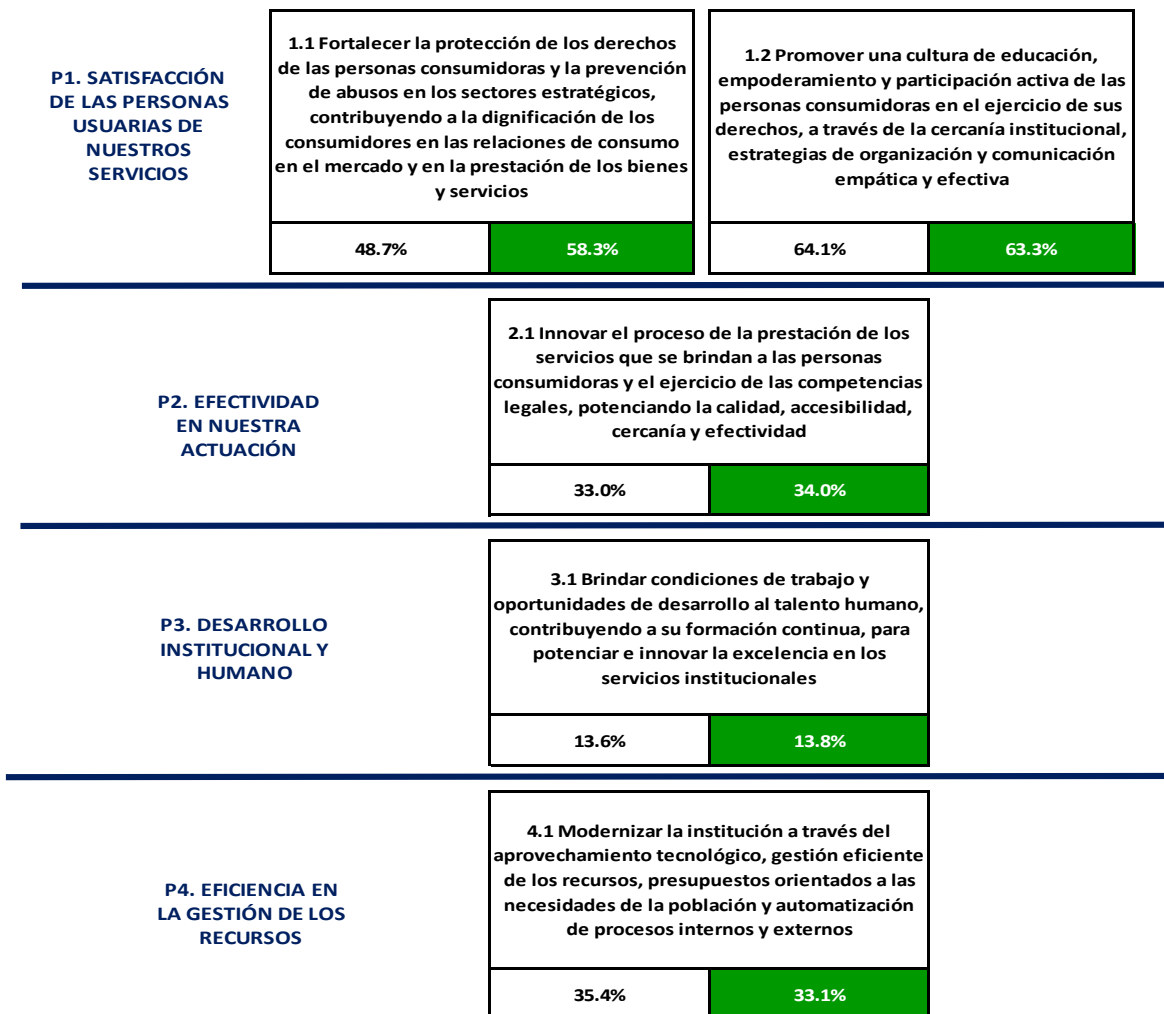 P1. SATISFACCIÓN
DE LAS PERSONAS
USUARIAS DE
NUESTROS
SERVICIOS
1.1 Fortalecer la protección de los derechos
de las personas consumidoras y la prevención
de abusos en los sectores estratégicos,
contribuyendo a la dignificación de los
consumidores en las relaciones de consumo
en el mercado y en la prestación de los bienes
y servicios
48.7% 58.3%
1.2 Promover una cultura de educación,
empoderamiento y participación activa de las
personas consumidoras en el ejercicio de sus
derechos, a través de la cercanía institucional,
estrategias de organización y comunicación
empática y efectiva
64.1% 63.3%
P2. EFECTIVIDAD
EN NUESTRA
ACTUACIÓN
2.1 Innovar el proceso de la prestación de los
servicios que se brindan a las personas
consumidoras y el ejercicio de las competencias
legales, potenciando la calidad, accesibilidad,
cercanía y efectividad
33.0% 34.0%
P3. DESARROLLO
INSTITUCIONAL Y
HUMANO
3.1 Brindar condiciones de trabajo y
oportunidades de desarrollo al talento humano,
contribuyendo a su formación continua, para
potenciar e innovar la excelencia en los
servicios institucionales
13.6% 13.8%
P4. EFICIENCIA EN
LA GESTIÓN DE LOS
RECURSOS
4.1 Modernizar la institución a través del
aprovechamiento tecnológico, gestión eficiente
de los recursos, presupuestos orientados a las
necesidades de la población y automatización
de procesos internos y externos
35.4% 33.1%